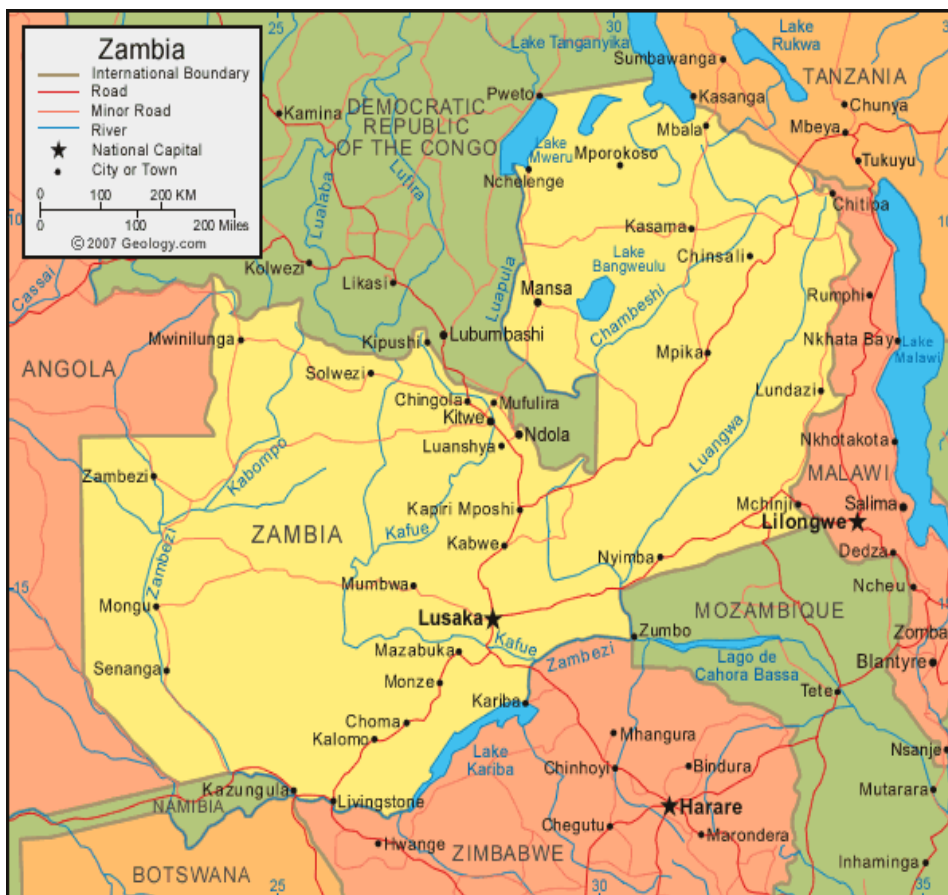 Zambia
International Boundary
Road
Minor Road
River
National Capital
City or Town
0 100 200 KM
0 100 200 Miles
© 2007 Geology.com
25
30
Lake Tanganyika
Lake
Rukwa
Sumbawanga
TANZANIA
Kamina
DEMOCRATIC
REPUBLIC
OF THE CONGO
Pweto
Kasanga
Chunya
Mbeya
Mbala
Tukuyu
Lake
Mweru
Mporokoso
Nchelenge
Lufira
Lualaba
Chitipa
10
Kasama
Chinsali
Lake
Bangweulu
Kolwezi
Likasi
Cassai
Luapula
Mansa
Chambeshi
Rumphi
Mwinilunga
Kipushi
Lubumbashi
Nkhata Bay
Lake
Malawi
ANGOLA
Solwezi
Mpika
Lundazi
Chingola
Mufulira
Kitwe
Ndola
Luanshya
Luangwa
Nkhotakota
MALAWI
Zambezi
Kabompo
Kapiri Mposhi
Mchinji
Salima
Lilongwe
ZAMBIA
Kafue
Kabwe
Nyimba
Dedza
Zambezi
Mumbwa
Ncheu
15
Mongu
Lusaka
MOZAMBIQUE
Kafue
Zumbo
Zomba
Mazabuka
Zambezi
Lago de
Cahora Bassa
Blantyre
Senanga
Monze
Kariba
Tete
Choma
Mhangura
Kalomo
Lake
Kariba
Chinhoyi
Bindura
Nsanje
Kazungula
NAMIBIA
Livingstone
Harare
Mutarara
Chegutu
Marondera
Hwange
ZIMBABWE
Inhaminga
BOTSWANA
25
30
35